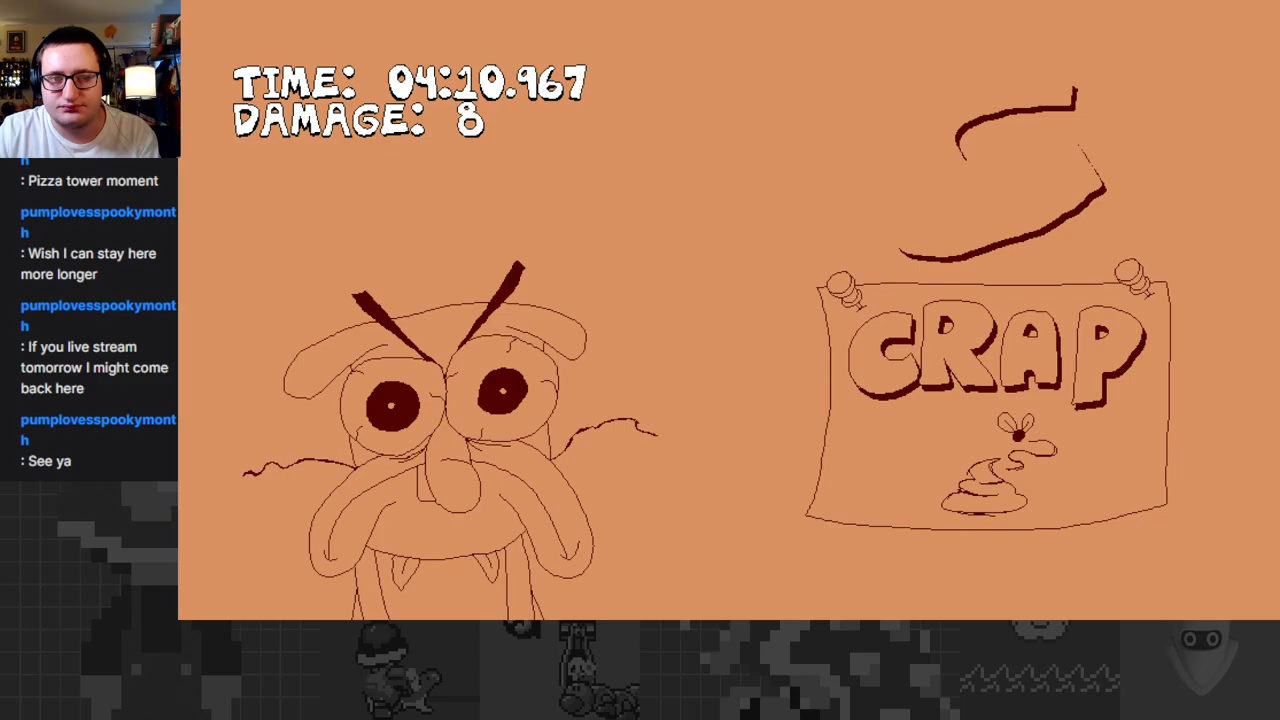 TIME: 04:10.967
DAMAGE: 8
h
: Pizza tower moment
pumplovesspookymont
h
: Wish I can stay here
more longer
pumplovesspookymont
h
: If you live stream
tomorrow I might come
back here
pumplovesspookymont
h
: See ya
CRAP